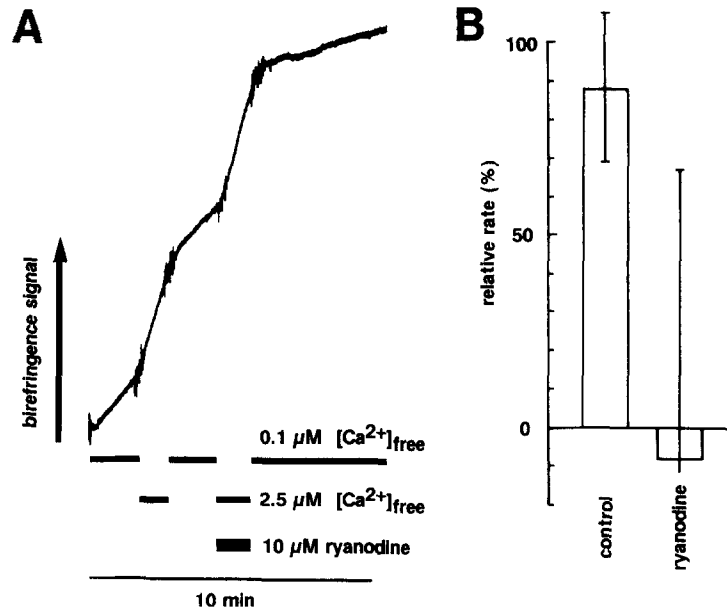 A
birefringence signal
0.1 μM [Ca2+]free
2.5 μM [Ca2+]free
10 μM ryanodine
10 min
B
relative rate (%)
100
50
0
control
ryanodine